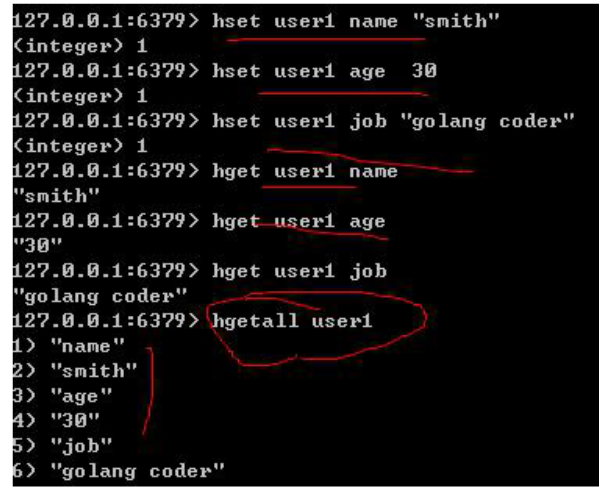 127.0.0.1:6379> hset user1 name "smith"
(integer) 1
127.0.0.1:6379> hset user1 age  30
(integer) 1
127.0.0.1:6379> hset user1 job "golang coder"
(integer) 1
127.0.0.1:6379> hget user1 name
"smith"
127.0.0.1:6379> hget user1 age
"30"
127.0.0.1:6379> hget user1 job
"golang coder"
127.0.0.1:6379> hgetall user1
1) "name"
2) "smith"
3) "age"
4) "30"
5) "job"
6) "golang coder"